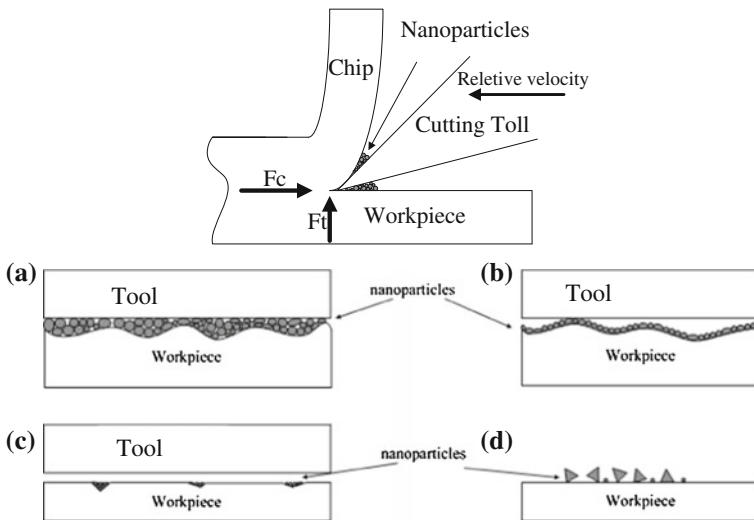 Nanoparticles
Chip
Reletive velocity
Cutting Toll
Fc
Ft
Workpiece
(a)
Tool
nanoparticles
Workpiece
(b)
Tool
Workpiece
(c)
Tool
nanoparticles
Workpiece
(d)
Workpiece